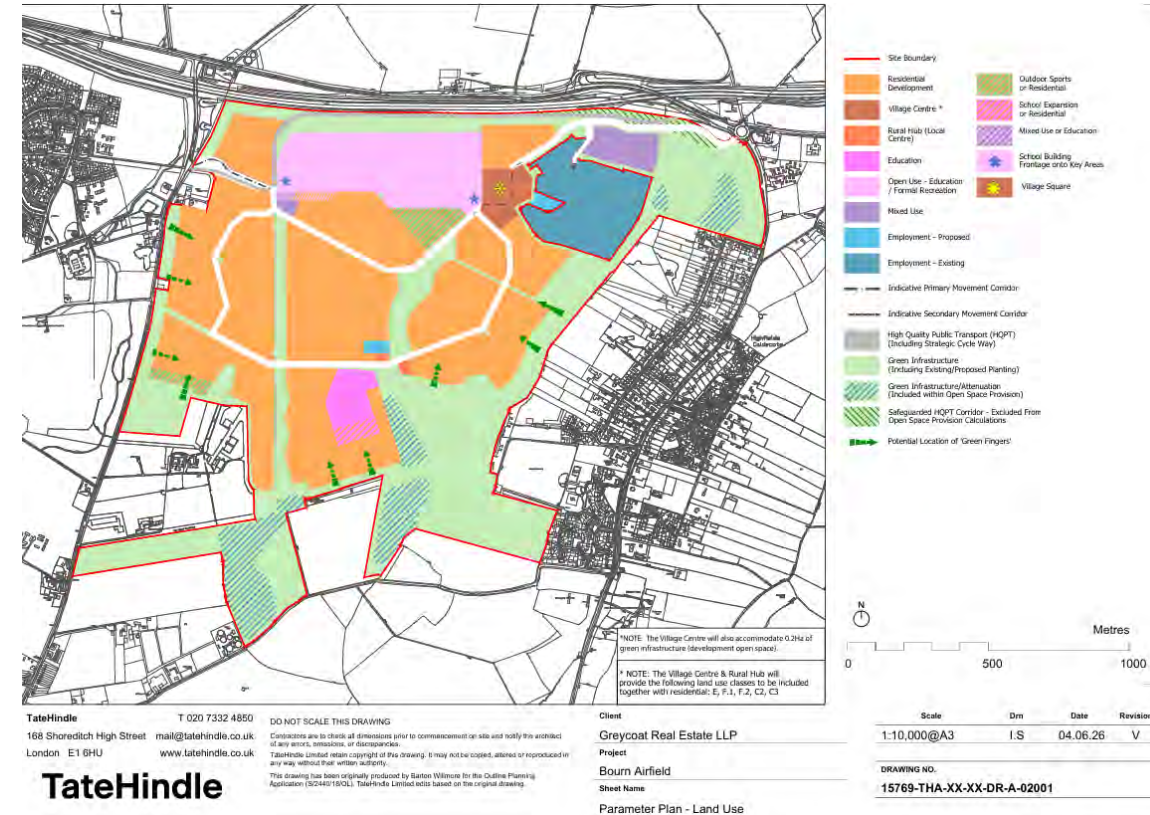 Site Boundary
Residential
Development
Village Centre *
Rural Hub (Local
Centre)
Education
Open Use - Education
/ Formal Recreation
Mixed Use
Employment - Proposed
Employment - Existing
Indicative Primary Movement Corridor
Indicative Secondary Movement Corridor
High Quality Public Transport (HQPT)
(Including Strategic Cycle Way)
Green Infrastructure
(Including Existing/Proposed Planting)
Green Infrastructure/Attenuation
(Included within Open Space Provision)
Safeguarded HQPT Corridor - Excluded From
Open Space Provision Calculations
Potential Location of 'Green Fingers'
Outdoor Sports
or Residential
School Expansion
or Residential
Mixed Use or Education
School Building
Frontage onto Key Areas
Village Square
Highfields
Caldecote
N
Metres
0 500 1000
*NOTE: The Village Centre will also accommodate 0.2Ha of
green infrastructure (development open space).
* NOTE: The Village Centre & Rural Hub will
provide the following land use classes to be included
together with residential: E, F.1, F.2, C2, C3
TateHindle T 020 7332 4850
168 Shoreditch High Street mail@tatehindle.co.uk
London E1 6HU www.tatehindle.co.uk
TateHindle
DO NOT SCALE THIS DRAWING
Contractors are to check all dimensions prior to commencement on site and notify the architect
of any errors, omissions, or discrepancies.
TateHindle Limited retain copyright of this drawing. It may not be copied, altered or reproduced in
any way without their written authority.
This drawing has been originally produced by Barton Willmore for the Outline Planning
Application (S/2440/18/OL). TateHindle Limited edits based on the original drawing.
Client
Greycoat Real Estate LLP
Project
Bourn Airfield
Sheet Name
Parameter Plan - Land Use
Scale Drn Date Revision
1:10,000@A3 I.S 04.06.26 V
DRAWING NO.
15769-THA-XX-XX-DR-A-02001